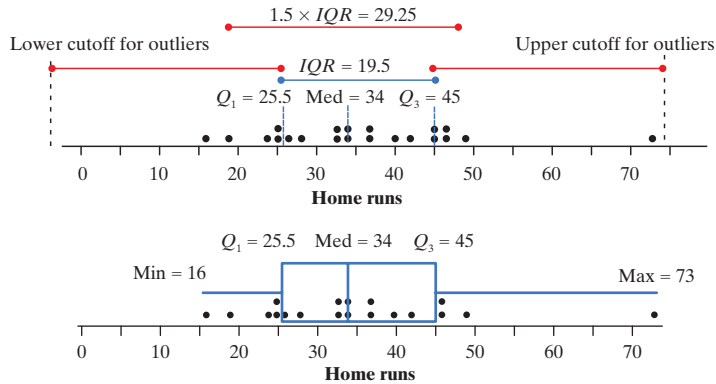 1.5 × IQR = 29.25
Lower cutoff for outliers
Upper cutoff for outliers
IQR = 19.5
Q₁ = 25.5 Med = 34 Q₃ = 45
0 10 20 30 40 50 60 70
Home runs
Q₁ = 25.5 Med = 34 Q₃ = 45
Min = 16
Max = 73
0 10 20 30 40 50 60 70
Home runs